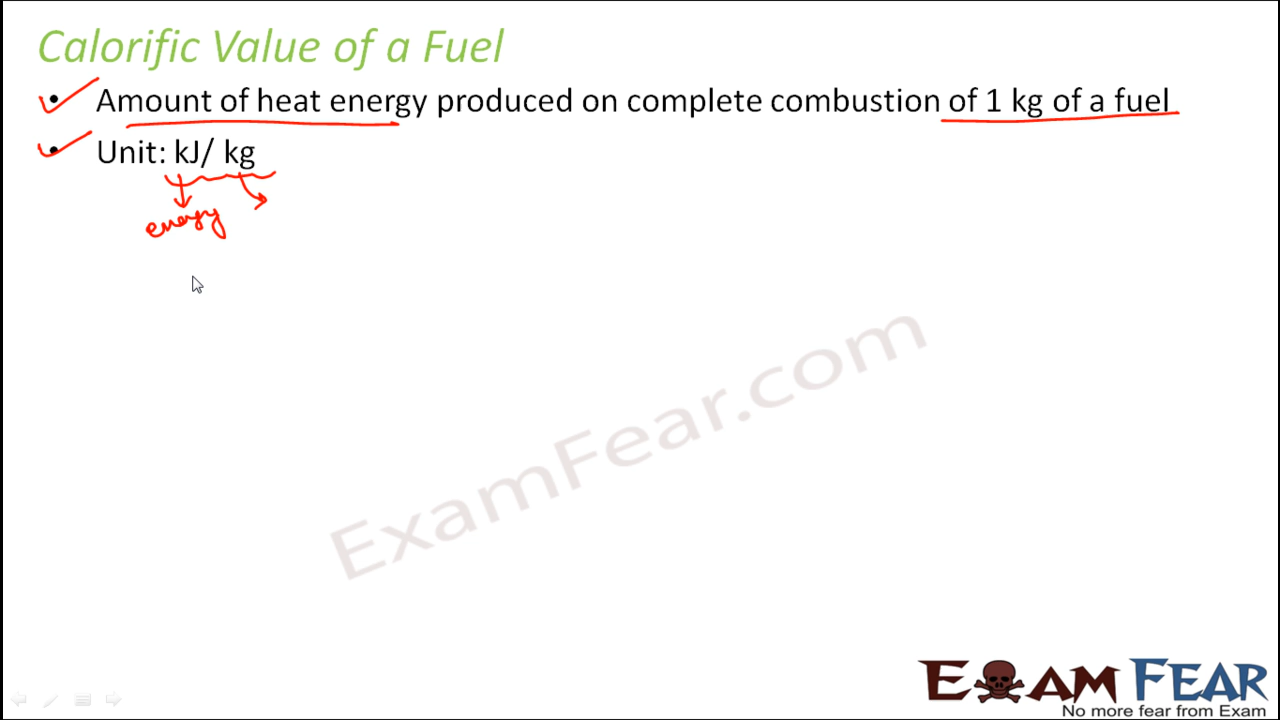 Calorific Value of a Fuel
• Amount of heat energy produced on complete combustion of 1 kg of a fuel
• Unit: kJ/ kg
energy
ExamFear.com
EXAM FEAR
No more fear from Exam